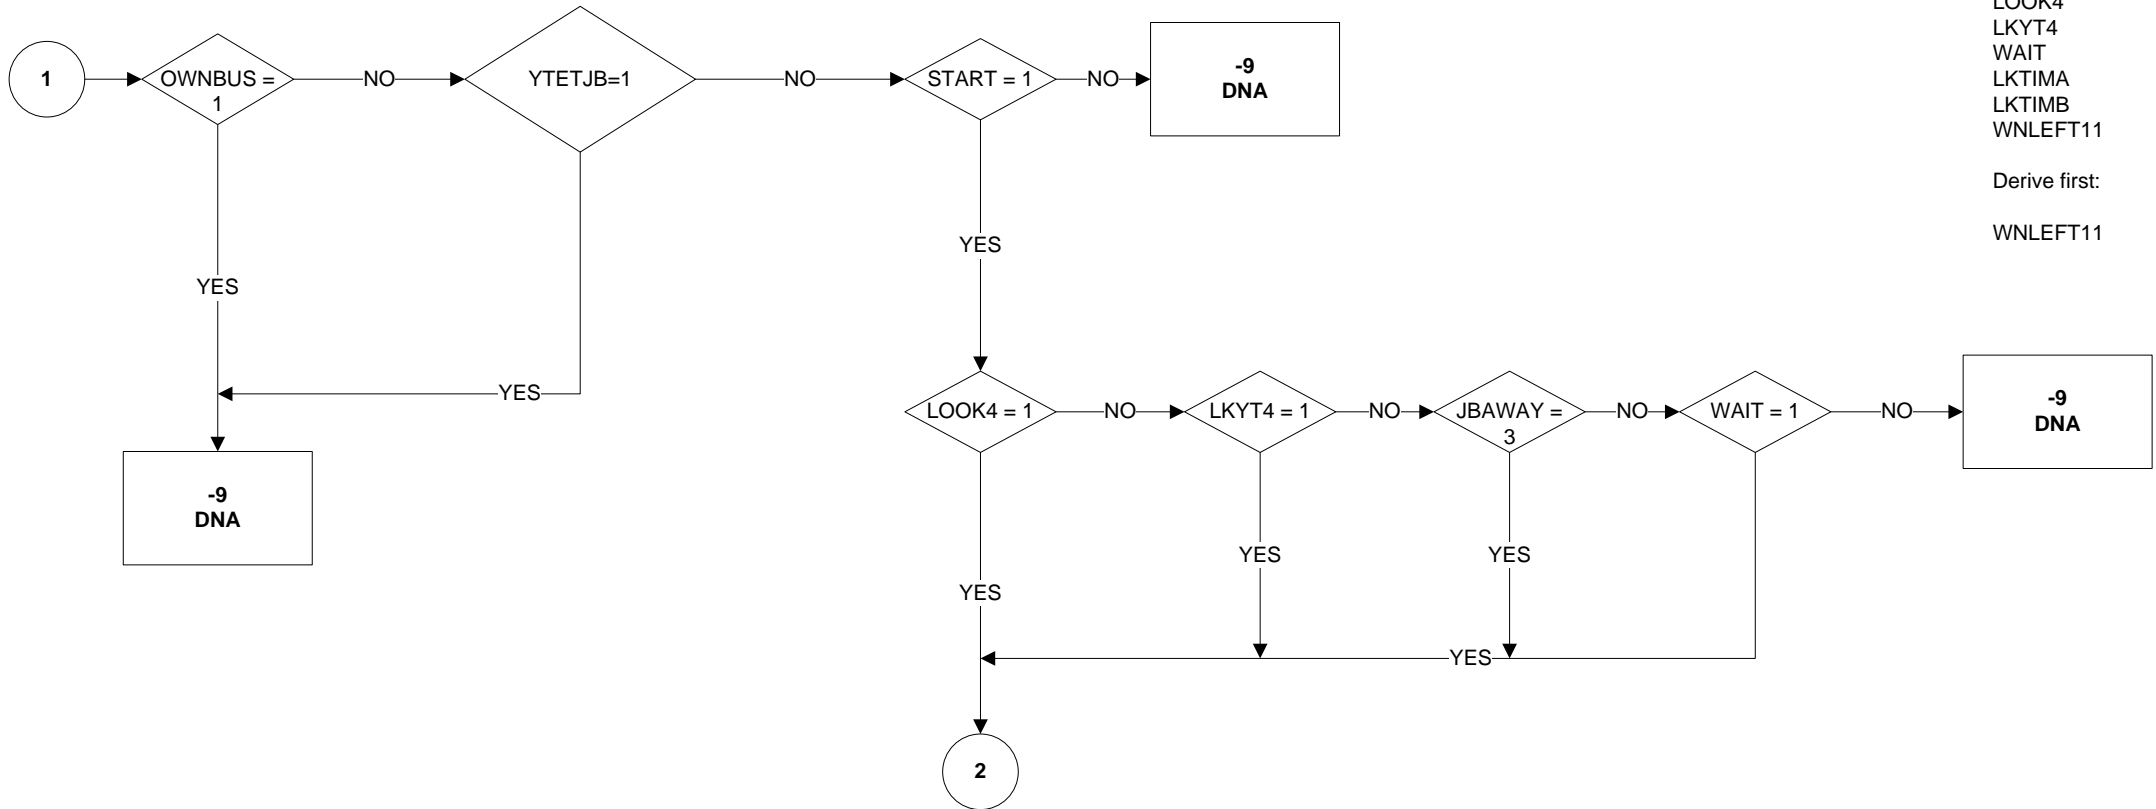 LOOK4
LKYT4
WAIT
LKTIMA
LKTIMB
WNLEFT11
Derive first:
WNLEFT11
1
OWNBUS =
1
NO
YTETJB=1
NO
START = 1
NO
-9
DNA
YES
YES
YES
-9
DNA
LOOK4 = 1
NO
LKYT4 = 1
NO
JBAWAY =
3
NO
WAIT = 1
NO
-9
DNA
YES
YES
YES
YES
2